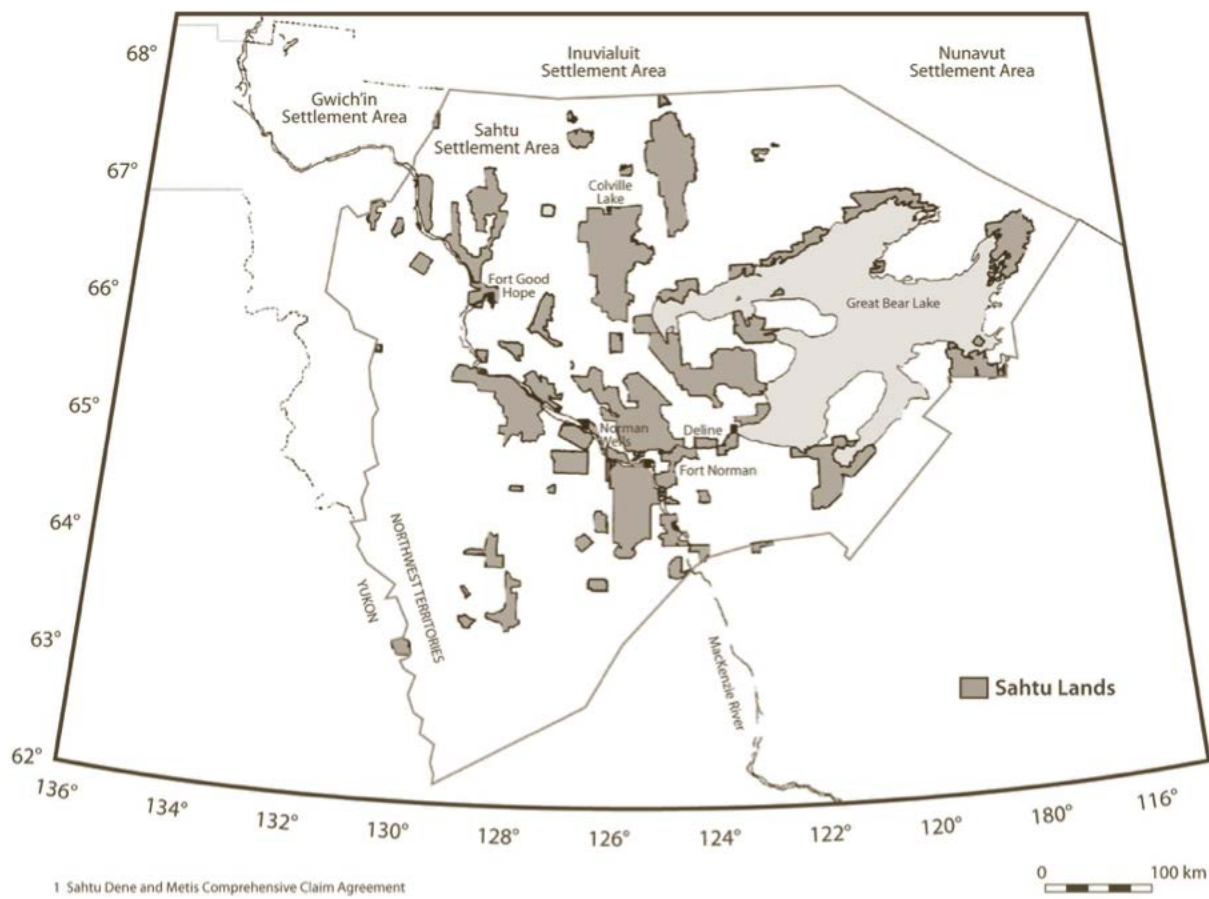 68°
67°
66°
65°
64°
63°
62°
136°
134°
132°
130°
128°
126°
124°
122°
120°
180°
116°
Inuvialuit
Settlement Area
Nunavut
Settlement Area
Gwich'in
Settlement Area
Sahtu
Settlement Area
Colville
Lake
Fort Good
Hope
Great Bear Lake
Norman
Wells
Deline
Fort Norman
NORTHWEST TERRITORIES
YUKON
MacKenzie River
Sahtu Lands
0 100 km
1 Sahtu Dene and Metis Comprehensive Claim Agreement